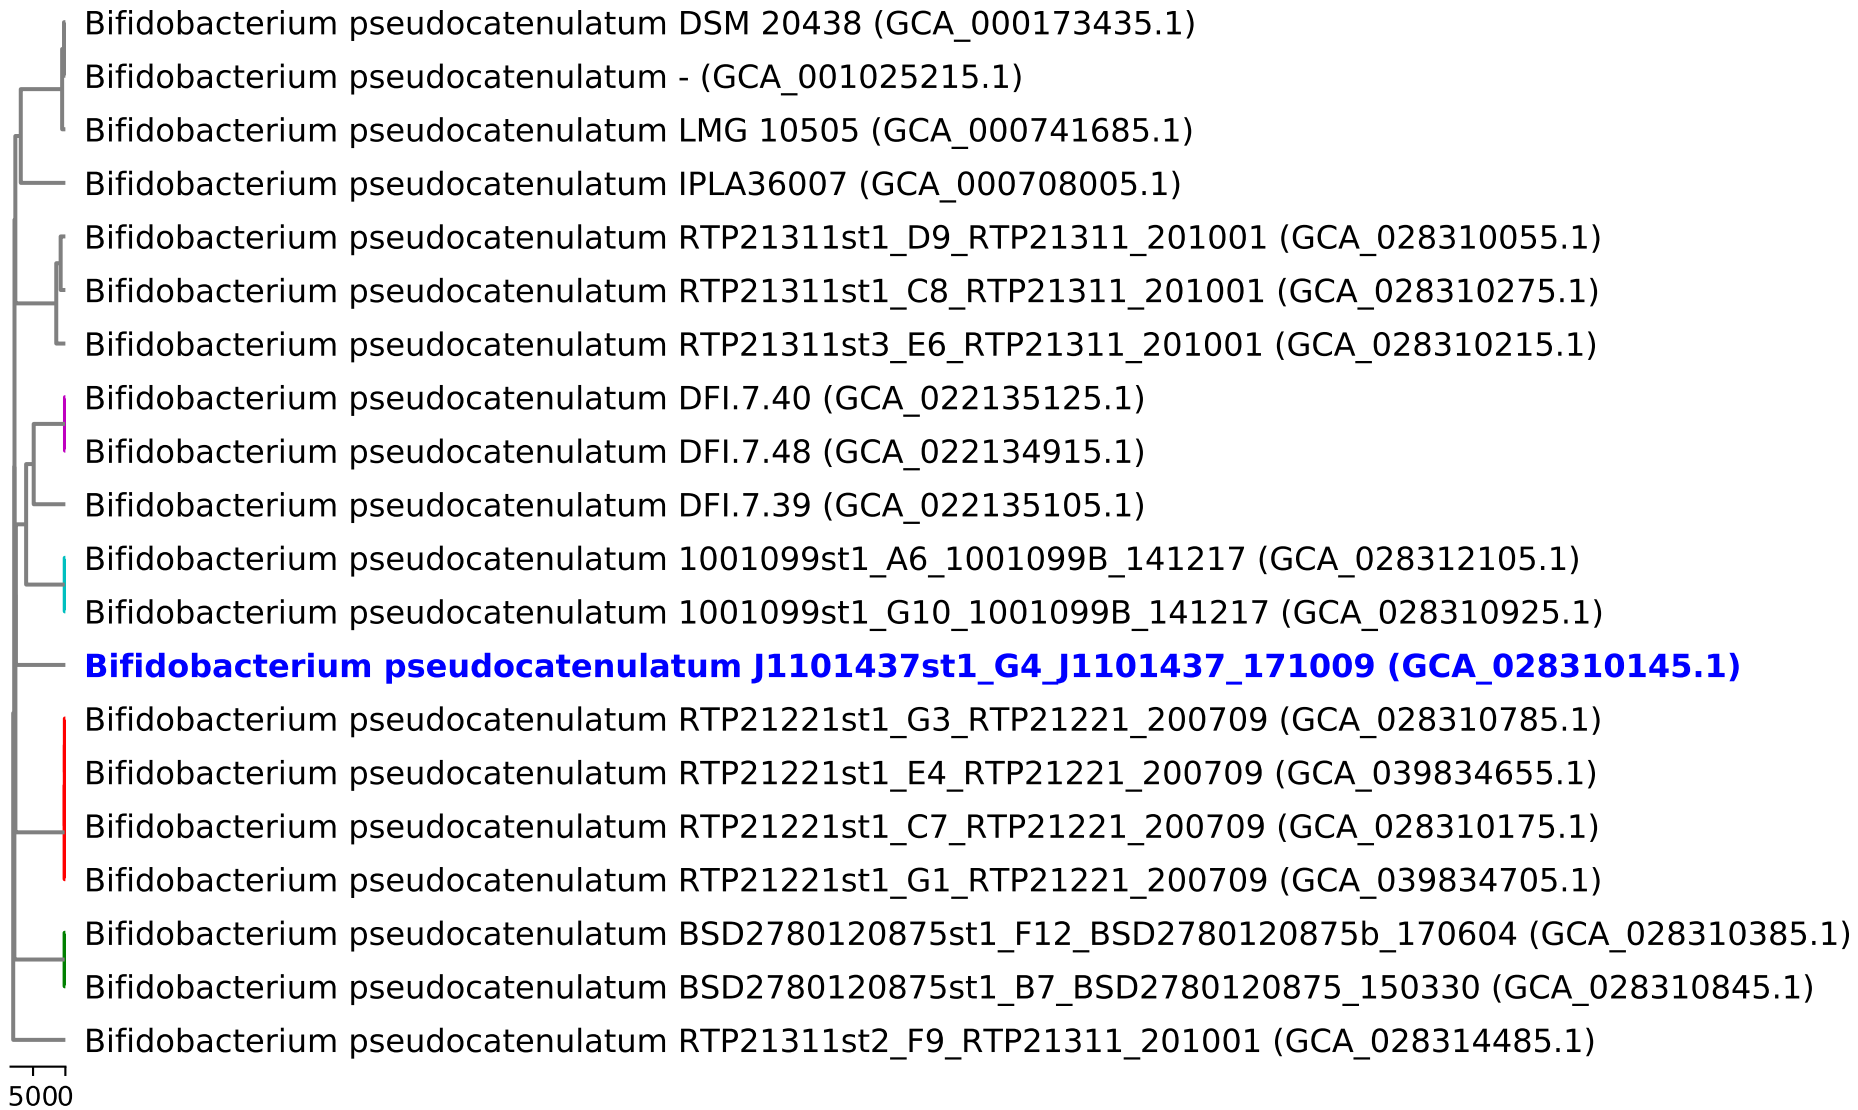 Bifidobacterium pseudocatenulatum DSM 20438 (GCA_000173435.1)
Bifidobacterium pseudocatenulatum - (GCA_001025215.1)
Bifidobacterium pseudocatenulatum LMG 10505 (GCA_000741685.1)
Bifidobacterium pseudocatenulatum IPLA36007 (GCA_000708005.1)
Bifidobacterium pseudocatenulatum RTP21311st1_D9_RTP21311_201001 (GCA_028310055.1)
Bifidobacterium pseudocatenulatum RTP21311st1_C8_RTP21311_201001 (GCA_028310275.1)
Bifidobacterium pseudocatenulatum RTP21311st3_E6_RTP21311_201001 (GCA_028310215.1)
Bifidobacterium pseudocatenulatum DFI.7.40 (GCA_022135125.1)
Bifidobacterium pseudocatenulatum DFI.7.48 (GCA_022134915.1)
Bifidobacterium pseudocatenulatum DFI.7.39 (GCA_022135105.1)
Bifidobacterium pseudocatenulatum 1001099st1_A6_1001099B_141217 (GCA_028312105.1)
Bifidobacterium pseudocatenulatum 1001099st1_G10_1001099B_141217 (GCA_028310925.1)
Bifidobacterium pseudocatenulatum J1101437st1_G4_J1101437_171009 (GCA_028310145.1)
Bifidobacterium pseudocatenulatum RTP21221st1_G3_RTP21221_200709 (GCA_028310785.1)
Bifidobacterium pseudocatenulatum RTP21221st1_E4_RTP21221_200709 (GCA_039834655.1)
Bifidobacterium pseudocatenulatum RTP21221st1_C7_RTP21221_200709 (GCA_028310175.1)
Bifidobacterium pseudocatenulatum RTP21221st1_G1_RTP21221_200709 (GCA_039834705.1)
Bifidobacterium pseudocatenulatum BSD2780120875st1_F12_BSD2780120875b_170604 (GCA_028310385.1)
Bifidobacterium pseudocatenulatum BSD2780120875st1_B7_BSD2780120875_150330 (GCA_028310845.1)
Bifidobacterium pseudocatenulatum RTP21311st2_F9_RTP21311_201001 (GCA_028314485.1)
5000